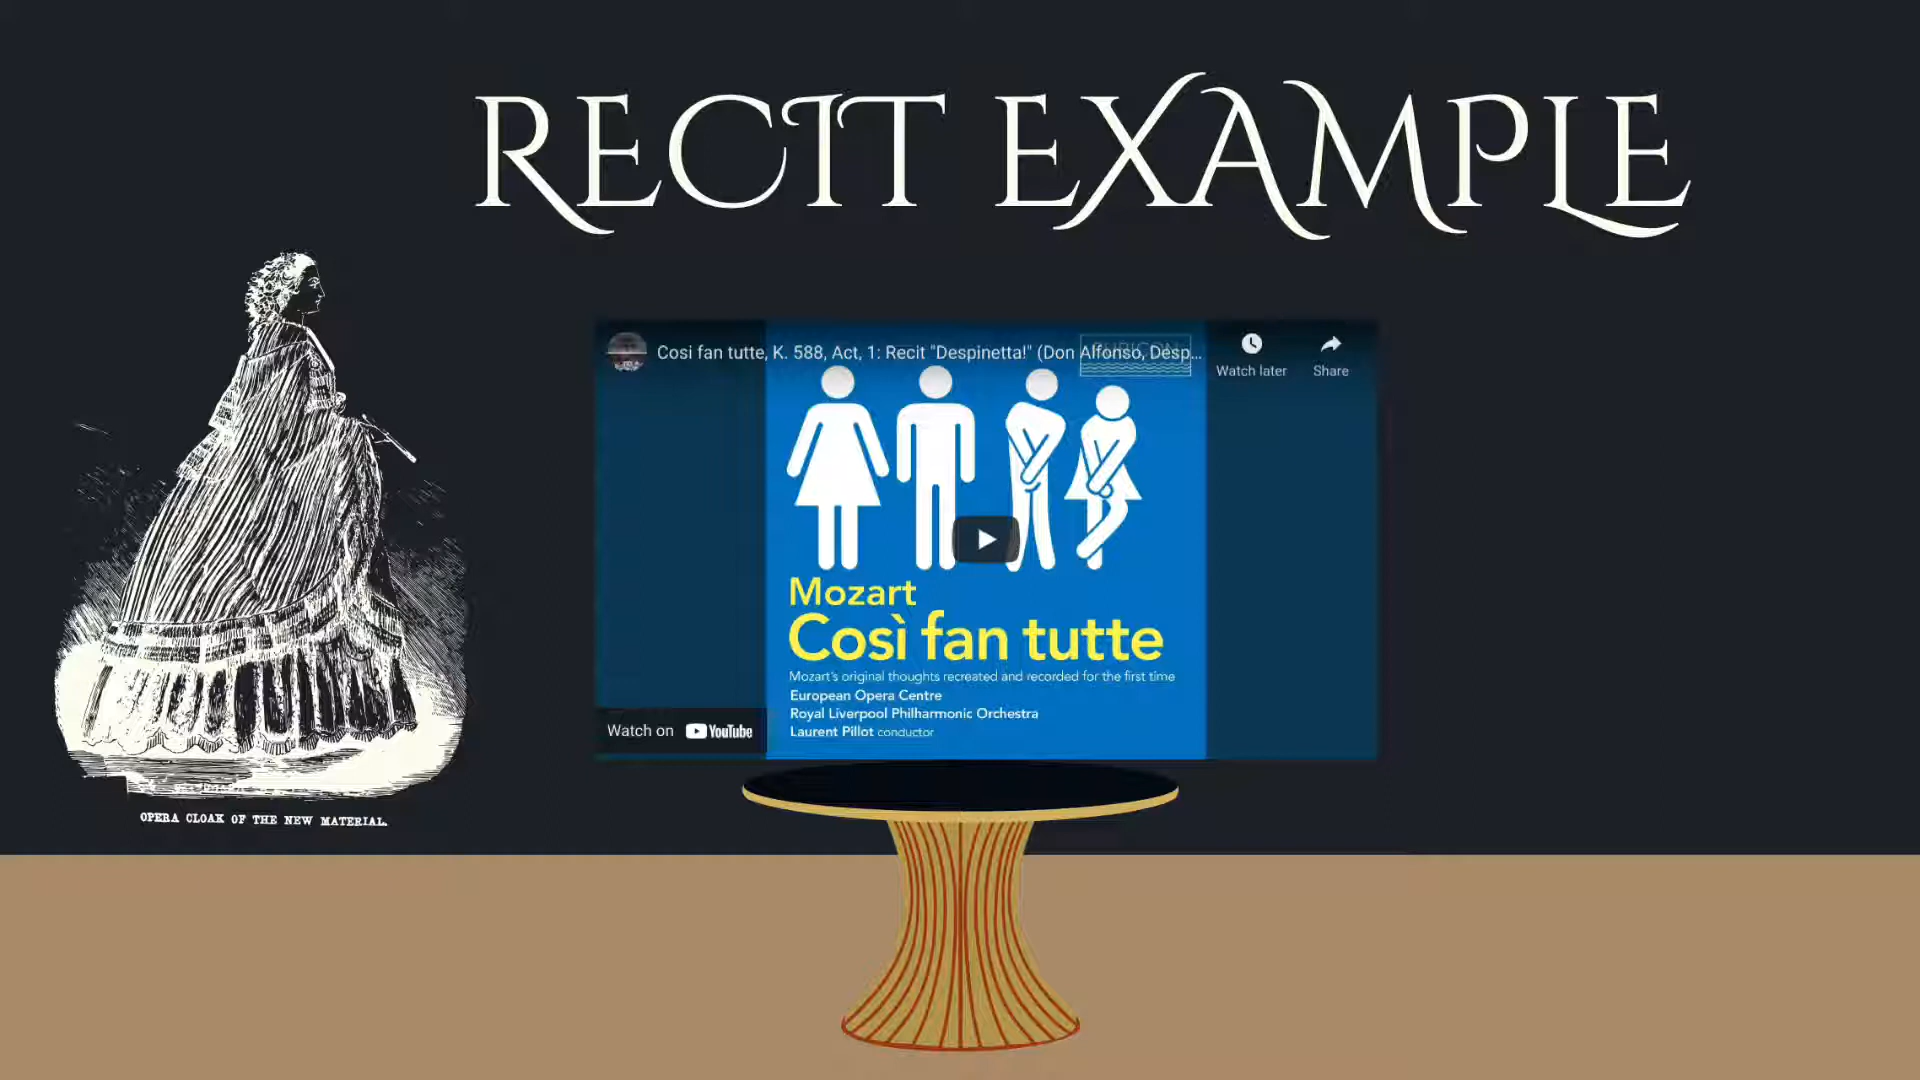 RECIT EXAMPLE
Cosi fan tutte, K. 588, Act, 1: Recit "Despinetta!" (Don Alfonso, Desp...
Watch later
Share
Mozart
Così fan tutte
Mozart's original thoughts recreated and recorded for the first time
European Opera Centre
Royal Liverpool Philharmonic Orchestra
Laurent Pillot conductor
Watch on YouTube
OPERA CLOAK OF THE NEW MATERIAL.